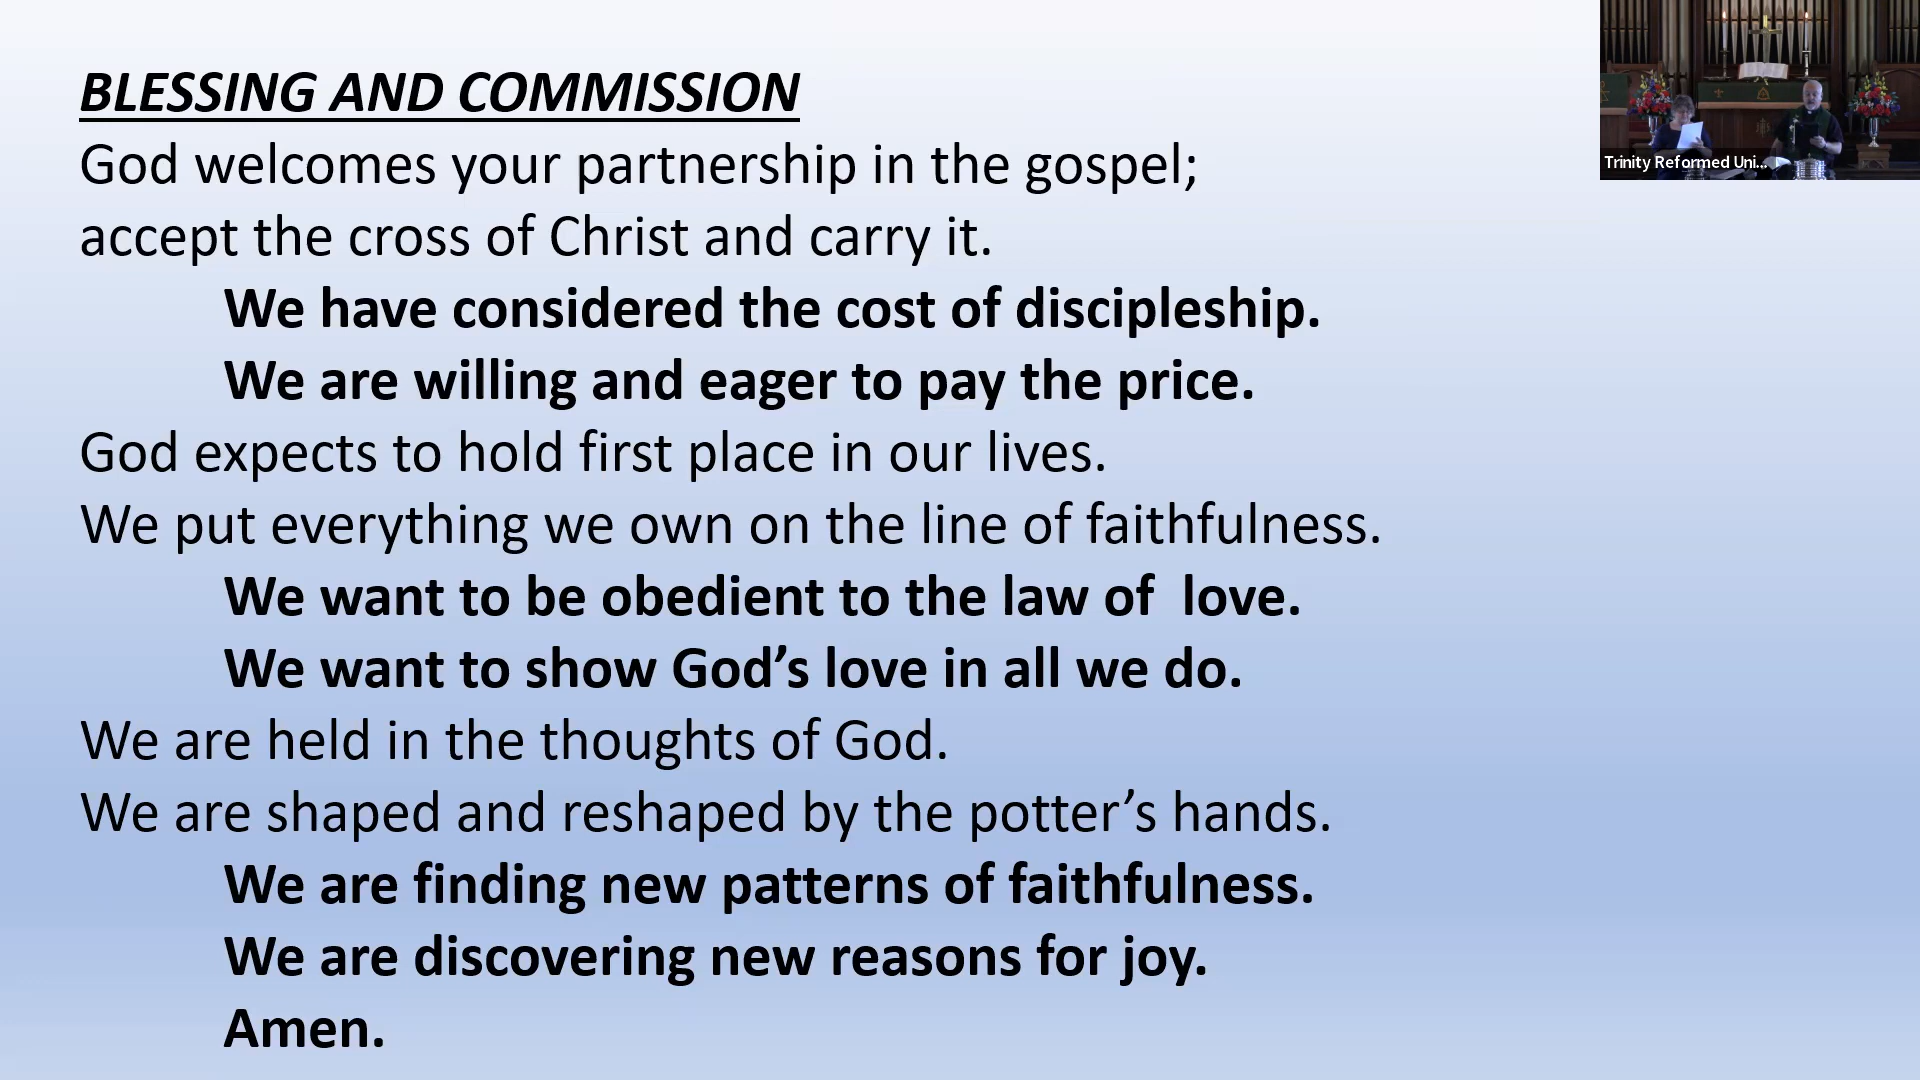 BLESSING AND COMMISSION
God welcomes your partnership in the gospel;
accept the cross of Christ and carry it.
We have considered the cost of discipleship.
We are willing and eager to pay the price.
God expects to hold first place in our lives.
We put everything we own on the line of faithfulness.
We want to be obedient to the law of  love.
We want to show God’s love in all we do.
We are held in the thoughts of God.
We are shaped and reshaped by the potter’s hands.
We are finding new patterns of faithfulness.
We are discovering new reasons for joy.
Amen.
Trinity Reformed Uni...